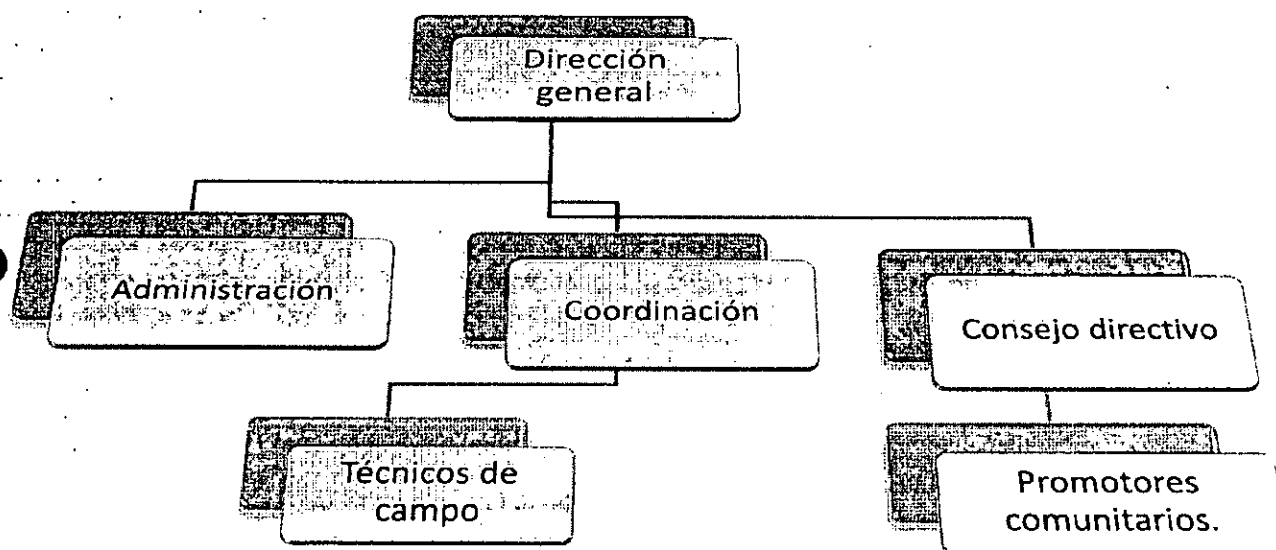 Dirección
general
Administración
Coordinación
Consejo directivo
Técnicos de
campo
Promotores
comunitarios.